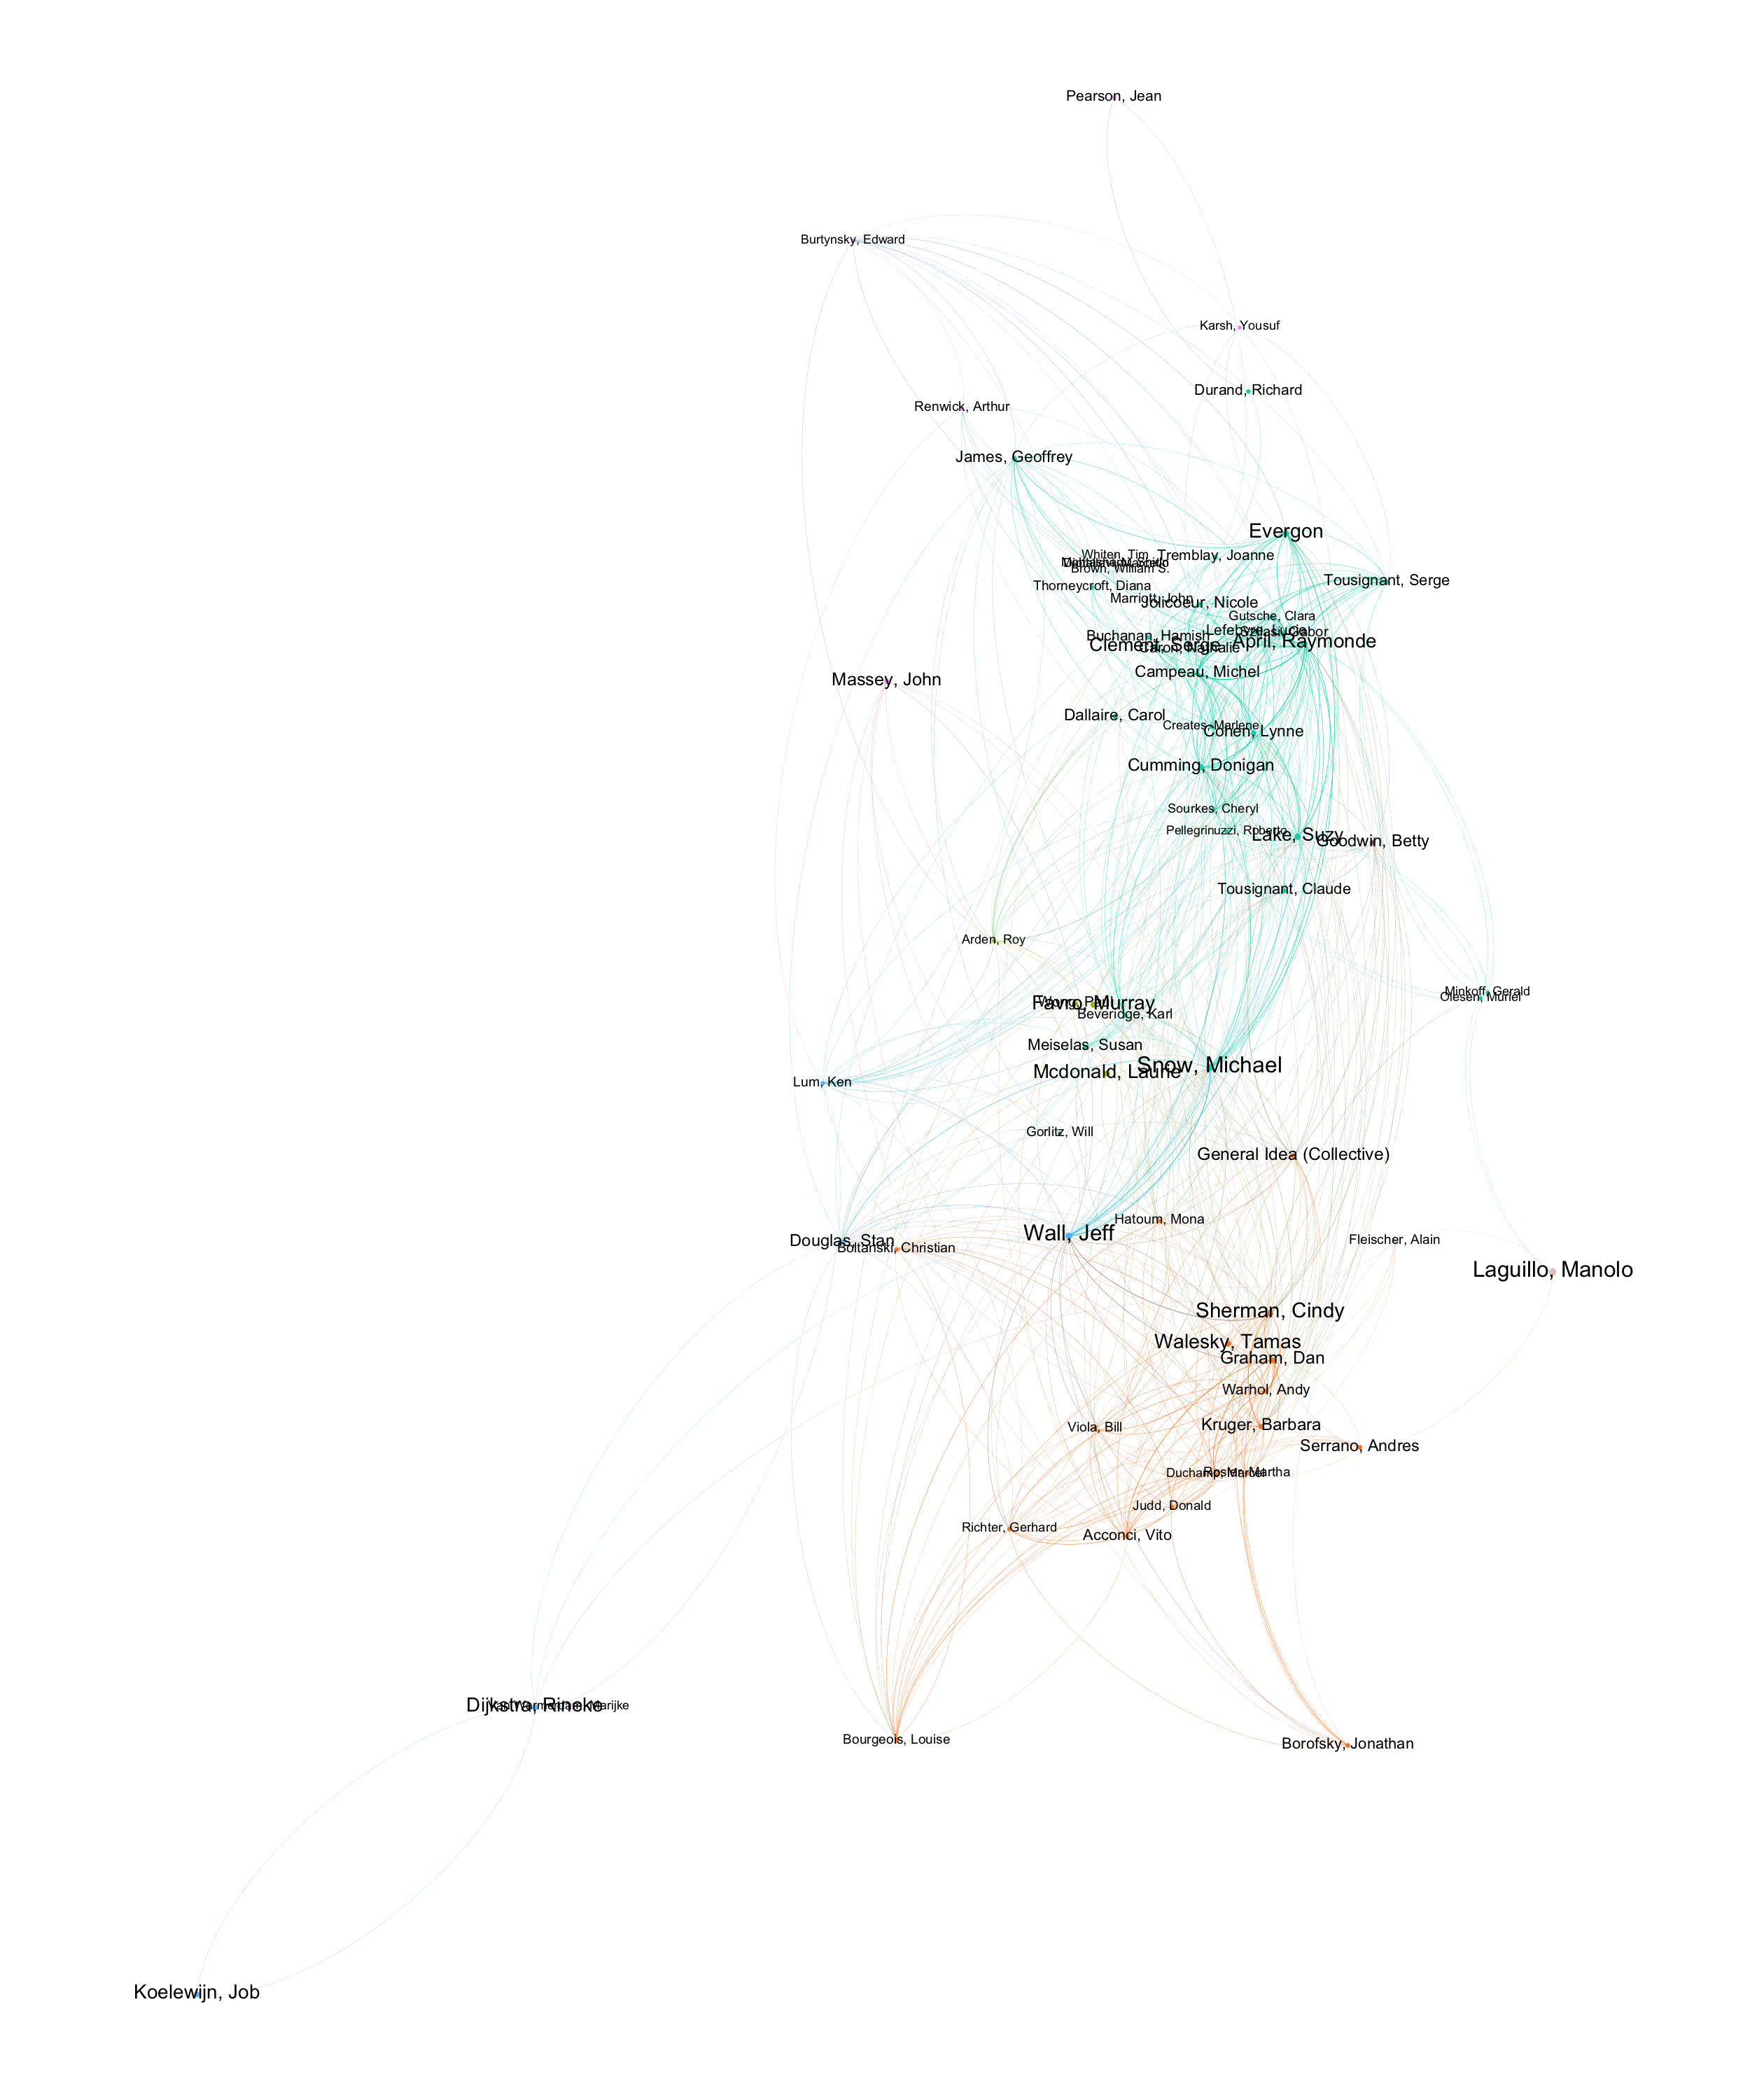 Pearson, Jean
Burtynsky, Edward
Karsh, Yousuf
Durand, Richard
Renwick, Arthur
James, Geoffrey
Evergon
Whiten, Tim
Tremblay, Joanne
Brown, William S.
Tousignant, Serge
Thorneycroft, Diana
Marriott, John
Jolicoeur, Nicole
Gutsche, Clara
Lefebvre, Lucie
Buchanan, Hamish
April, Raymonde
Clement, Serge
Caron, Nathalie
Campeau, Michel
Massey, John
Dallaire, Carol
Creates, Marlene
Cohen, Lynne
Cumming, Donigan
Sourkes, Cheryl
Pellegrinuzzi, Roberto
Lake, Suzy
Goodwin, Betty
Tousignant, Claude
Arden, Roy
Minkoff, Gerald
Olesen, Muriel
Favro, Murray
Wong, Paul
Beveridge, Karl
Meiselas, Susan
Snow, Michael
Mcdonald, Laurie
Lum, Ken
Gorlitz, Will
General Idea (Collective)
Hatoum, Mona
Wall, Jeff
Douglas, Stan
Boltanski, Christian
Fleischer, Alain
Laguillo, Manolo
Sherman, Cindy
Walesky, Tamas
Graham, Dan
Warhol, Andy
Viola, Bill
Kruger, Barbara
Serrano, Andres
Duchamp, Marcel
Rosler, Martha
Judd, Donald
Richter, Gerhard
Acconci, Vito
Dijkstra, Rineke
Van Warmerdam, Marijke
Bourgeois, Louise
Borofsky, Jonathan
Koelewijn, Job